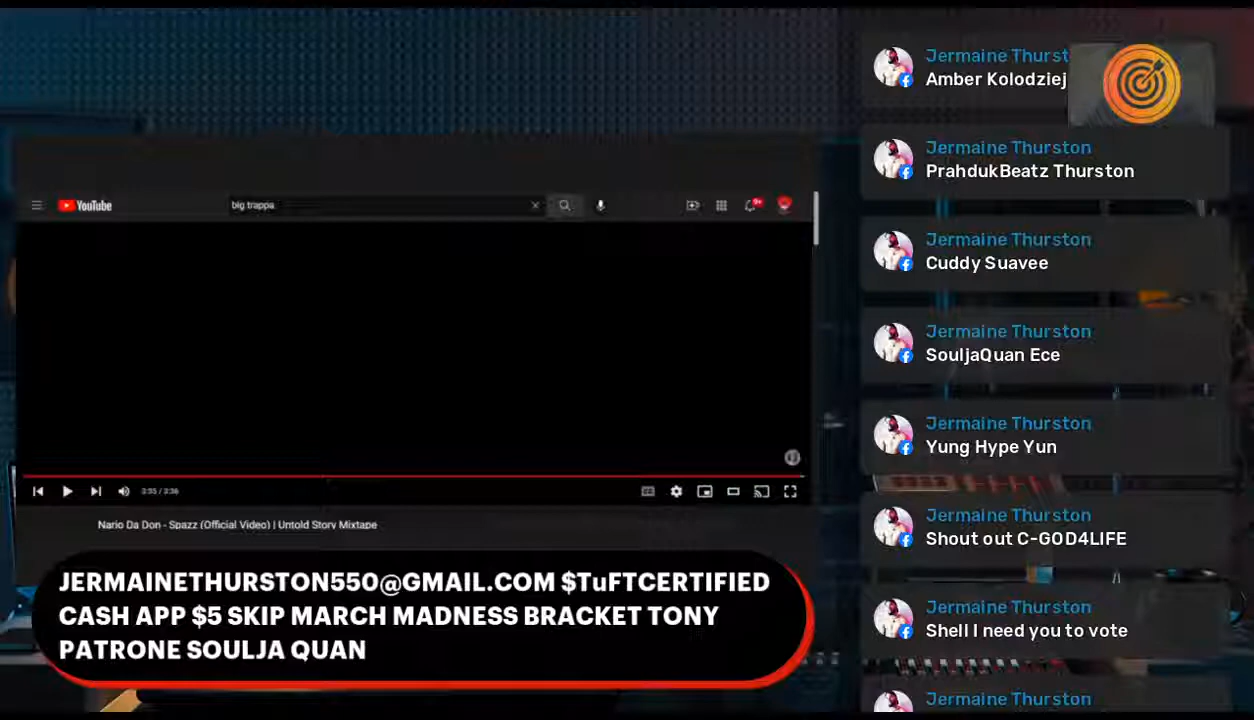 YouTube
big trappa
9+
3:35 / 3:36
Nario Da Don - Spazz (Official Video) | Untold Story Mixtape
JERMAINETHURSTON550@GMAIL.COM $TuFTCERTIFIED
CASH APP $5 SKIP MARCH MADNESS BRACKET TONY
PATRONE SOULJA QUAN
Jermaine Thurst
Amber Kolodziej
Jermaine Thurston
PrahdukBeatz Thurston
Jermaine Thurston
Cuddy Suavee
Jermaine Thurston
SouljaQuan Ece
Jermaine Thurston
Yung Hype Yun
Jermaine Thurston
Shout out C-GOD4LIFE
Jermaine Thurston
Shell I need you to vote
Jermaine Thurston